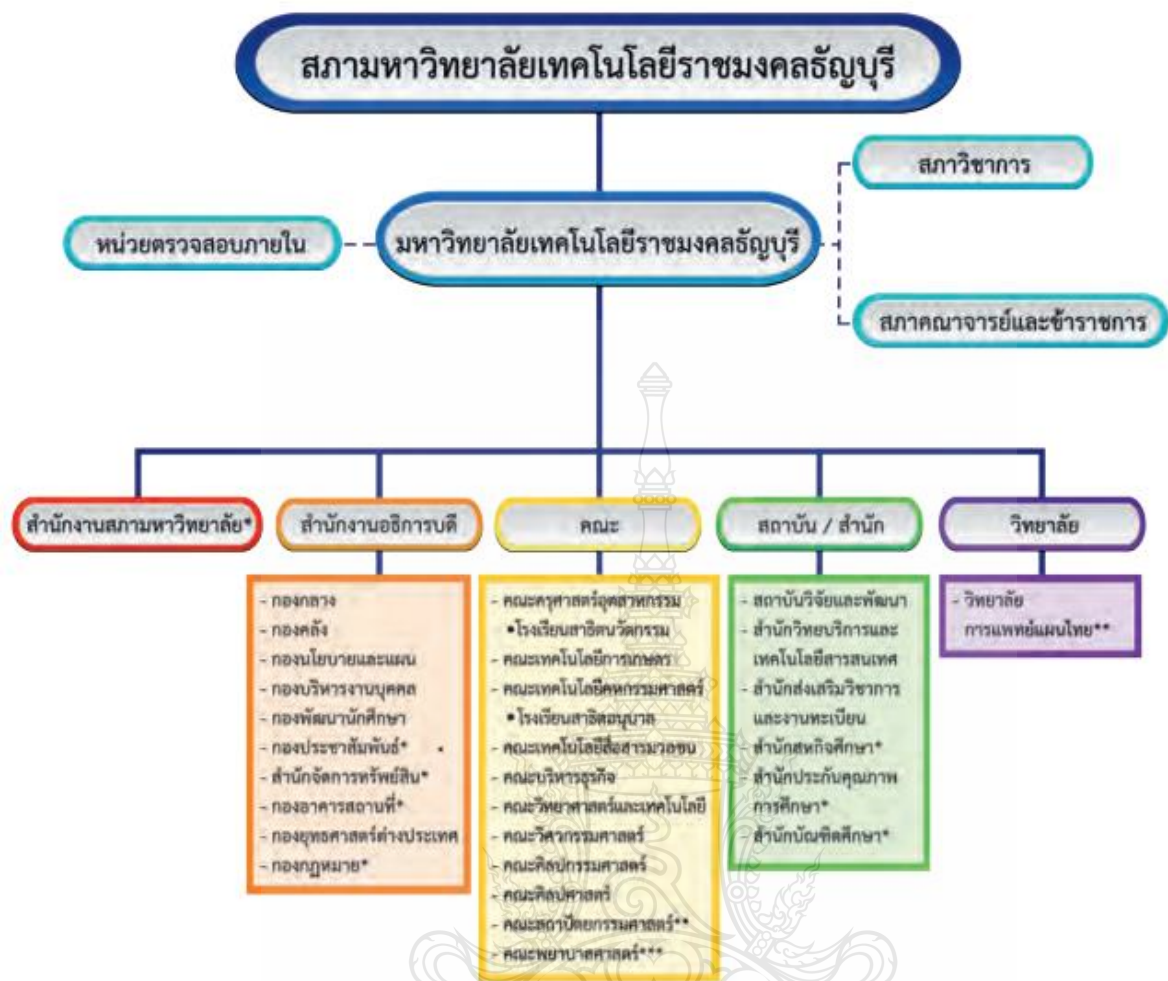 สภามหาวิทยาลัยเทคโนโลยีราชมงคลธัญบุรี
สภาวิชาการ
หน่วยตรวจสอบภายใน
มหาวิทยาลัยเทคโนโลยีราชมงคลธัญบุรี
สภาคณาจารย์และข้าราชการ
สำนักงานสภามหาวิทยาลัย*
สำนักงานอธิการบดี
คณะ
สถาบัน / สำนัก
วิทยาลัย
- กองกลาง
- กองคลัง
- กองนโยบายและแผน
- กองบริหารงานบุคคล
- กองพัฒนานักศึกษา
- กองประชาสัมพันธ์*
- สำนักจัดการทรัพย์สิน*
- กองอาคารสถานที่*
- กองยุทธศาสตร์ต่างประเทศ
- กองกฎหมาย*
- คณะครุศาสตร์อุตสาหกรรม
•โรงเรียนสาธิตนวัตกรรม
- คณะเทคโนโลยีการเกษตร
- คณะเทคโนโลยีคหกรรมศาสตร์
•โรงเรียนสาธิตอนุบาล
- คณะเทคโนโลยีสื่อสารมวลชน
- คณะบริหารธุรกิจ
- คณะวิทยาศาสตร์และเทคโนโลยี
- คณะวิศวกรรมศาสตร์
- คณะศิลปกรรมศาสตร์
- คณะศิลปศาสตร์
- คณะสถาปัตยกรรมศาสตร์**
- คณะพยาบาลศาสตร์***
- สถาบันวิจัยและพัฒนา
- สำนักวิทยบริการและ
เทคโนโลยีสารสนเทศ
- สำนักส่งเสริมวิชาการ
และงานทะเบียน
- สำนักสหกิจศึกษา*
- สำนักประกันคุณภาพ
การศึกษา*
- สำนักบัณฑิตศึกษา*
- วิทยาลัย
การแพทย์แผนไทย**